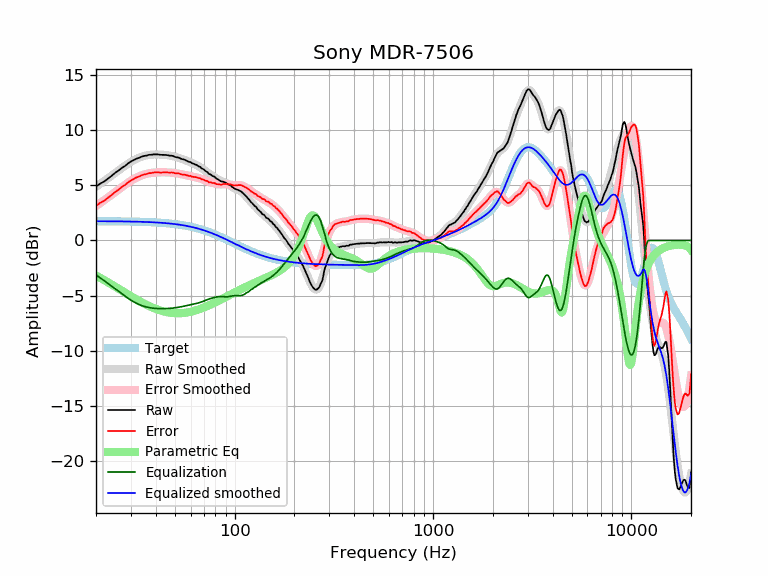 Sony MDR-7506
15
10
5
0
−5
−10
−15
−20
Amplitude (dBr)
Target
Raw Smoothed
Error Smoothed
Raw
Error
Parametric Eq
Equalization
Equalized smoothed
100
1000
10000
Frequency (Hz)